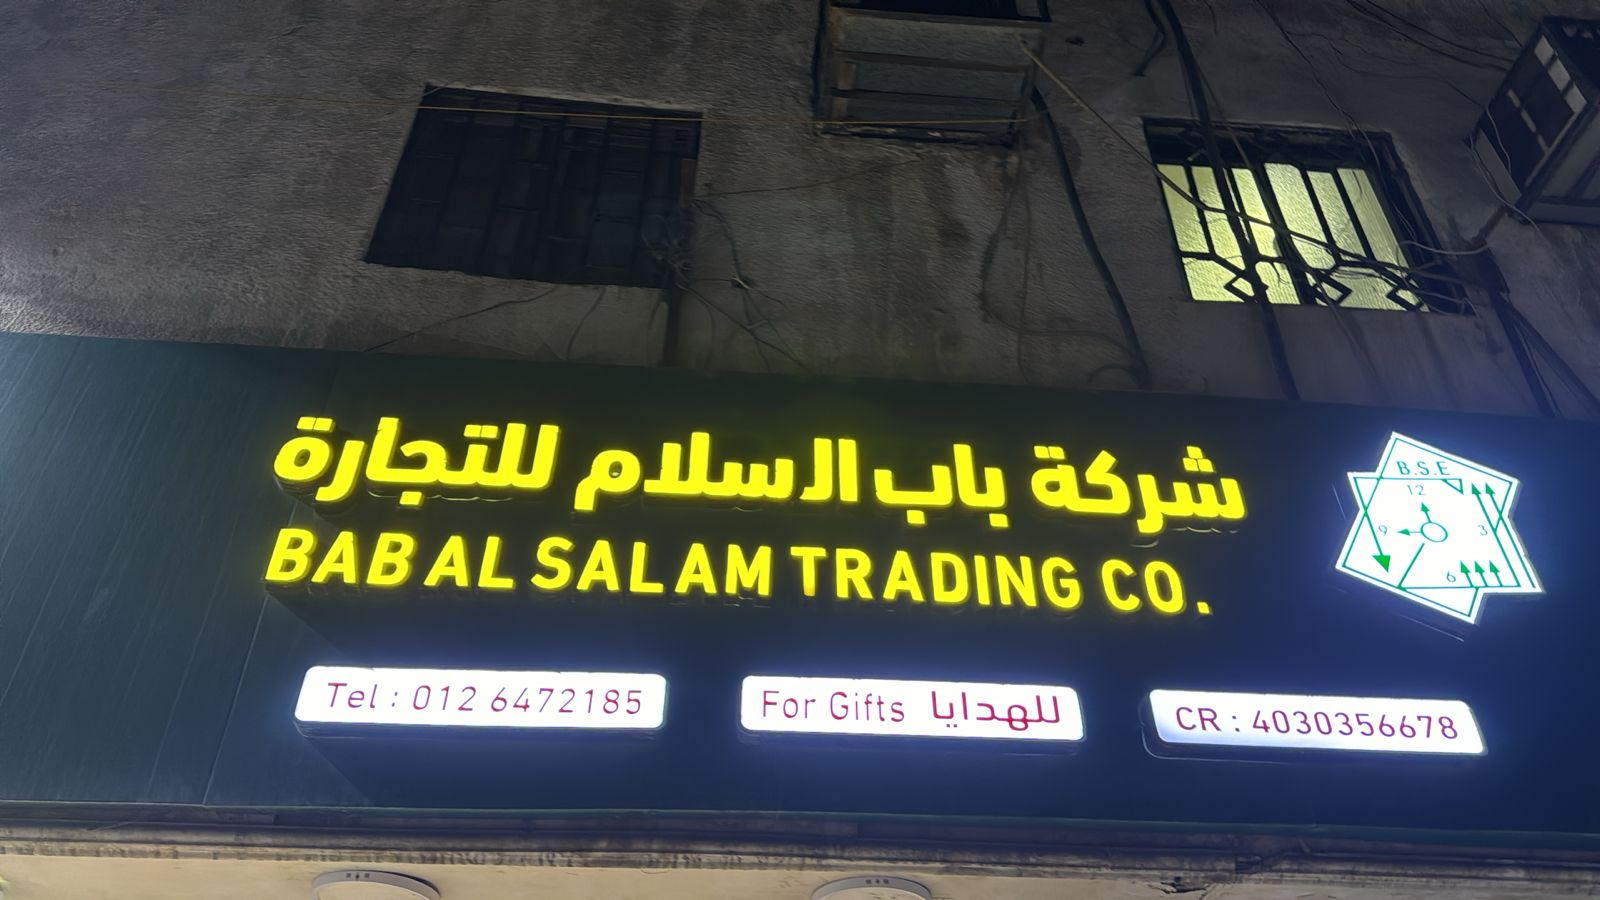 شركة باب السلام للتجارة
BAB AL SALAM TRADING CO.
B.S.E
12
9 3
6
Tel : 012 6472185
For Gifts للهدايا
CR : 4030356678